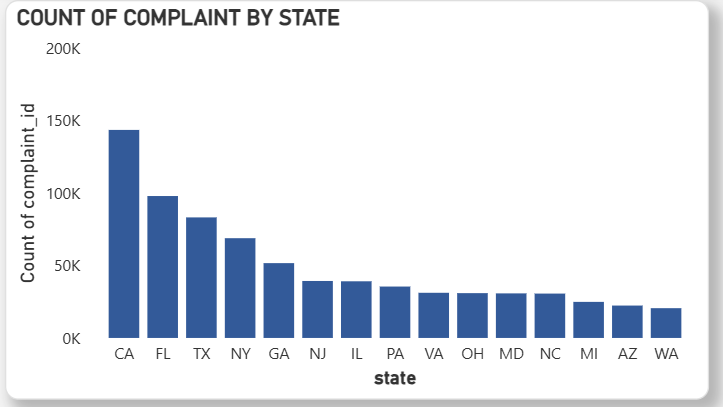 COUNT OF COMPLAINT BY STATE
200K
150K
100K
50K
0K
Count of complaint_id
CA FL TX NY GA NJ IL PA VA OH MD NC MI AZ WA
state